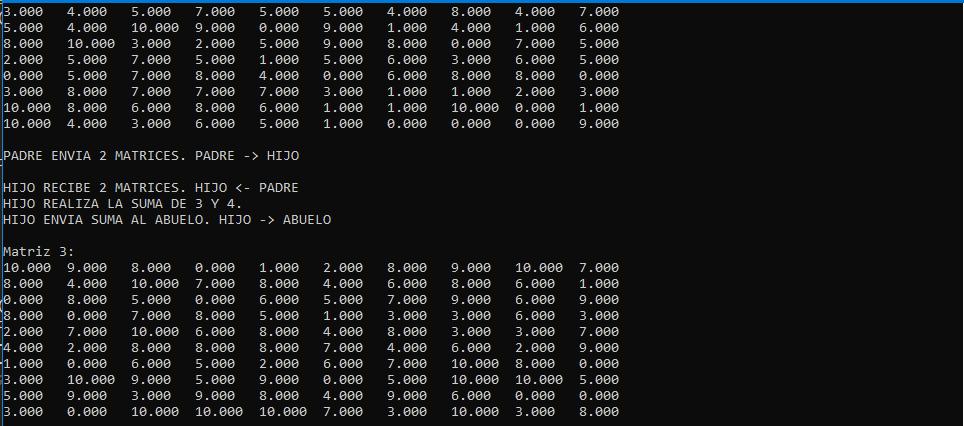 3.000 4.000 5.000 7.000 5.000 5.000 4.000 8.000 4.000 7.000
5.000 4.000 10.000 9.000 0.000 9.000 1.000 4.000 1.000 6.000
8.000 10.000 3.000 2.000 5.000 9.000 8.000 0.000 7.000 5.000
2.000 5.000 7.000 5.000 1.000 5.000 6.000 3.000 6.000 5.000
0.000 5.000 7.000 8.000 4.000 0.000 6.000 8.000 8.000 0.000
3.000 8.000 7.000 7.000 7.000 3.000 1.000 1.000 2.000 3.000
10.000 8.000 6.000 8.000 6.000 1.000 1.000 10.000 0.000 1.000
10.000 4.000 3.000 6.000 5.000 1.000 0.000 0.000 0.000 9.000
PADRE ENVIA 2 MATRICES. PADRE -> HIJO
HIJO RECIBE 2 MATRICES. HIJO <- PADRE
HIJO REALIZA LA SUMA DE 3 Y 4.
HIJO ENVIA SUMA AL ABUELO. HIJO -> ABUELO
Matriz 3:
10.000 9.000 8.000 0.000 1.000 2.000 8.000 9.000 10.000 7.000
8.000 4.000 10.000 7.000 8.000 4.000 6.000 8.000 6.000 1.000
0.000 8.000 5.000 0.000 6.000 5.000 7.000 9.000 6.000 9.000
8.000 0.000 7.000 8.000 5.000 1.000 3.000 3.000 6.000 3.000
2.000 7.000 10.000 6.000 8.000 4.000 8.000 3.000 3.000 7.000
4.000 2.000 8.000 8.000 8.000 7.000 4.000 6.000 2.000 9.000
1.000 0.000 6.000 5.000 2.000 6.000 7.000 10.000 8.000 0.000
3.000 10.000 9.000 5.000 9.000 0.000 5.000 10.000 10.000 5.000
5.000 9.000 3.000 9.000 8.000 4.000 9.000 6.000 0.000 0.000
3.000 0.000 10.000 10.000 10.000 7.000 3.000 10.000 3.000 8.000